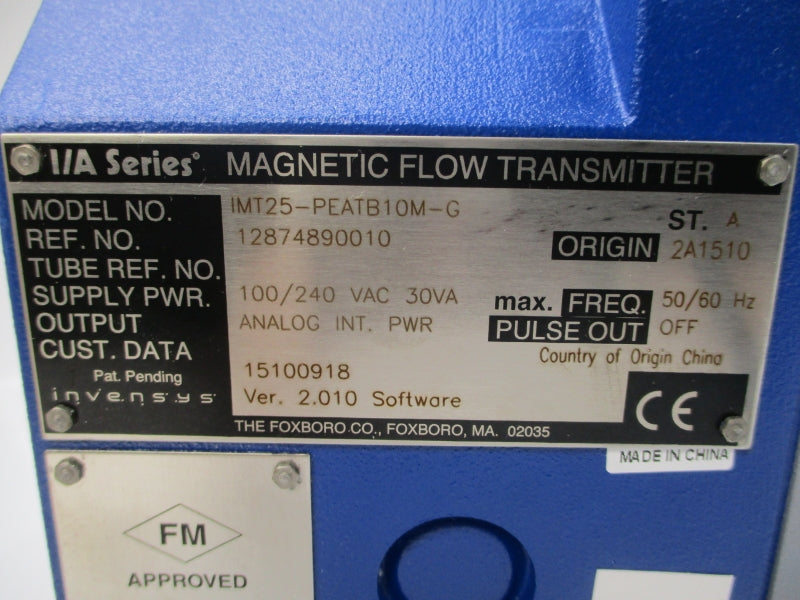 I/A Series® MAGNETIC FLOW TRANSMITTER
MODEL NO. IMT25-PEATB10M-G ST. A
REF. NO. 12874890010 ORIGIN 2A1510
TUBE REF. NO.
SUPPLY PWR. 100/240 VAC 30VA max. FREQ. 50/60 Hz
OUTPUT ANALOG INT. PWR PULSE OUT OFF
CUST. DATA Country of Origin China
Pat. Pending 15100918
invensys Ver. 2.010 Software CE
THE FOXBORO CO., FOXBORO, MA. 02035
MADE IN CHINA
FM
APPROVED